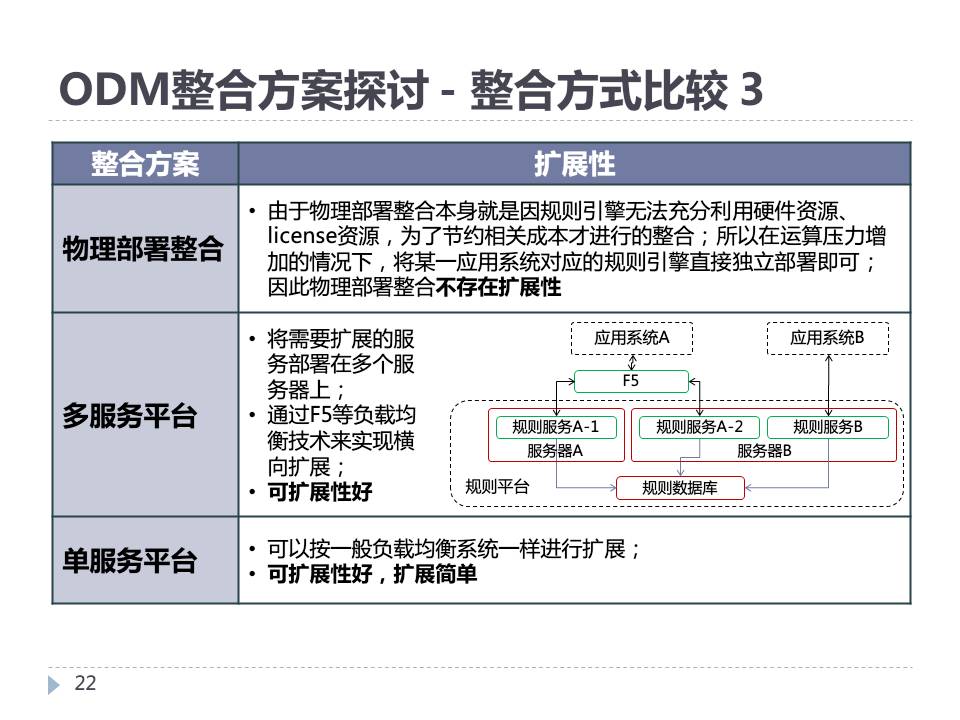 ODM整合方案探讨 - 整合方式比较 3
整合方案
扩展性
物理部署整合
• 由于物理部署整合本身就是因规则引擎无法充分利用硬件资源、
license资源，为了节约相关成本才进行的整合；所以在运算压力增
加的情况下，将某一应用系统对应的规则引擎直接独立部署即可；
因此物理部署整合不存在扩展性
多服务平台
• 将需要扩展的服
务部署在多个服
务器上；
• 通过F5等负载均
衡技术来实现横
向扩展；
• 可扩展性好
应用系统A
应用系统B
F5
规则服务A-1
规则服务A-2
规则服务B
服务器A
服务器B
规则平台
规则数据库
单服务平台
• 可以按一般负载均衡系统一样进行扩展；
• 可扩展性好，扩展简单
22